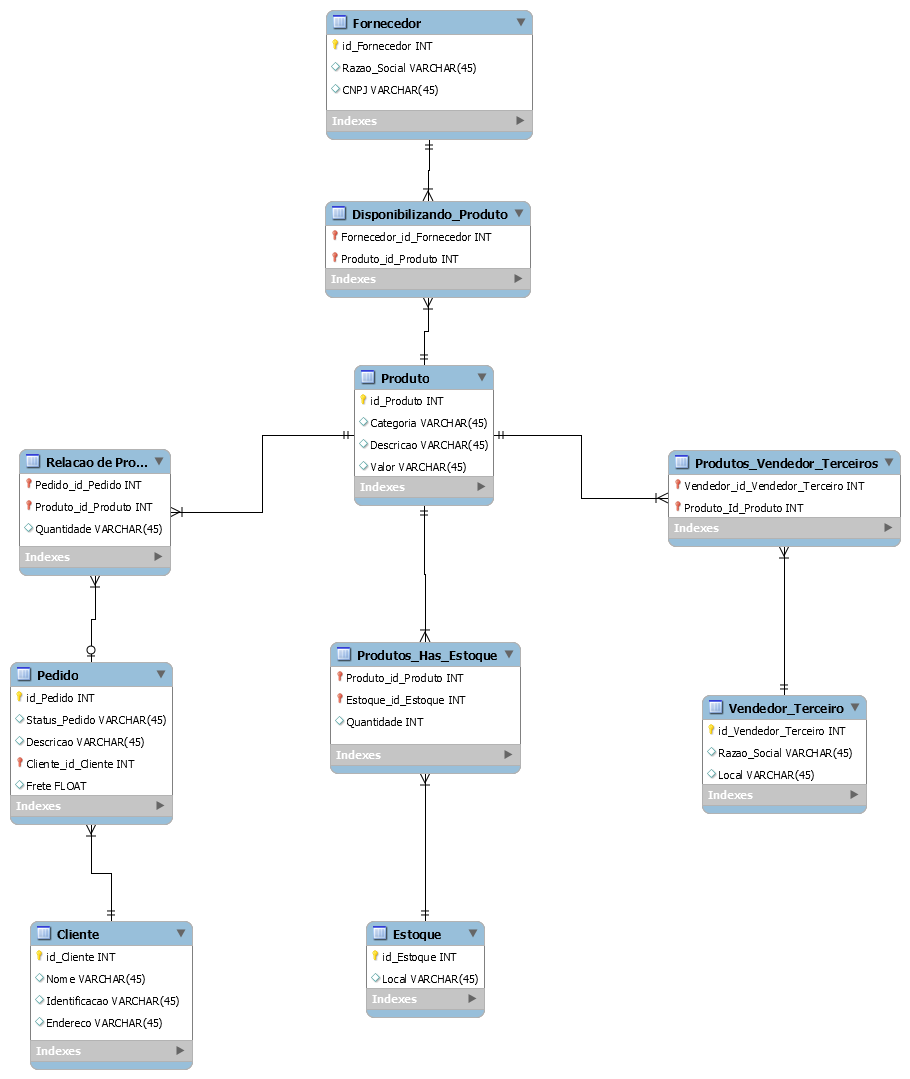 Fornecedor
id_Fornecedor INT
Razao_Social VARCHAR(45)
CNPJ VARCHAR(45)
Indexes
Disponibilizando_Produto
Fornecedor_id_Fornecedor INT
Produto_id_Produto INT
Indexes
Produto
id_Produto INT
Categoria VARCHAR(45)
Descricao VARCHAR(45)
Valor VARCHAR(45)
Indexes
Relacao de Pro...
Pedido_id_Pedido INT
Produto_id_Produto INT
Quantidade VARCHAR(45)
Indexes
Produtos_Vendedor_Terceiros
Vendedor_id_Vendedor_Terceiro INT
Produto_Id_Produto INT
Indexes
Pedido
id_Pedido INT
Status_Pedido VARCHAR(45)
Descricao VARCHAR(45)
Cliente_id_Cliente INT
Frete FLOAT
Indexes
Produtos_Has_Estoque
Produto_id_Produto INT
Estoque_id_Estoque INT
Quantidade INT
Indexes
Vendedor_Terceiro
id_Vendedor_Terceiro INT
Razao_Social VARCHAR(45)
Local VARCHAR(45)
Indexes
Cliente
id_Cliente INT
Nome VARCHAR(45)
Identificacao VARCHAR(45)
Endereco VARCHAR(45)
Indexes
Estoque
id_Estoque INT
Local VARCHAR(45)
Indexes